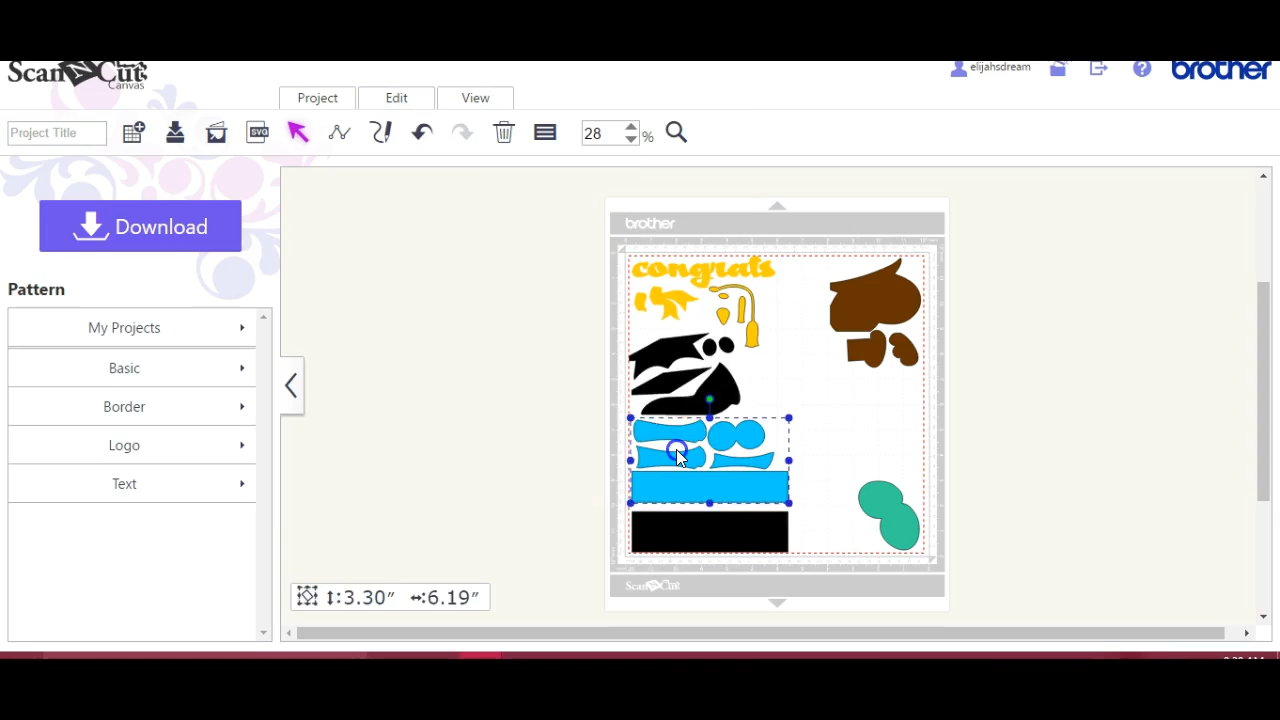 ScanNCut
Canvas
elijahsdream
brother
Project
Edit
View
Project Title
SVG
28
%
Download
Pattern
My Projects
Basic
Border
Logo
Text
brother
congrats
ScanNCut
↕:3.30″ ↔:6.19″